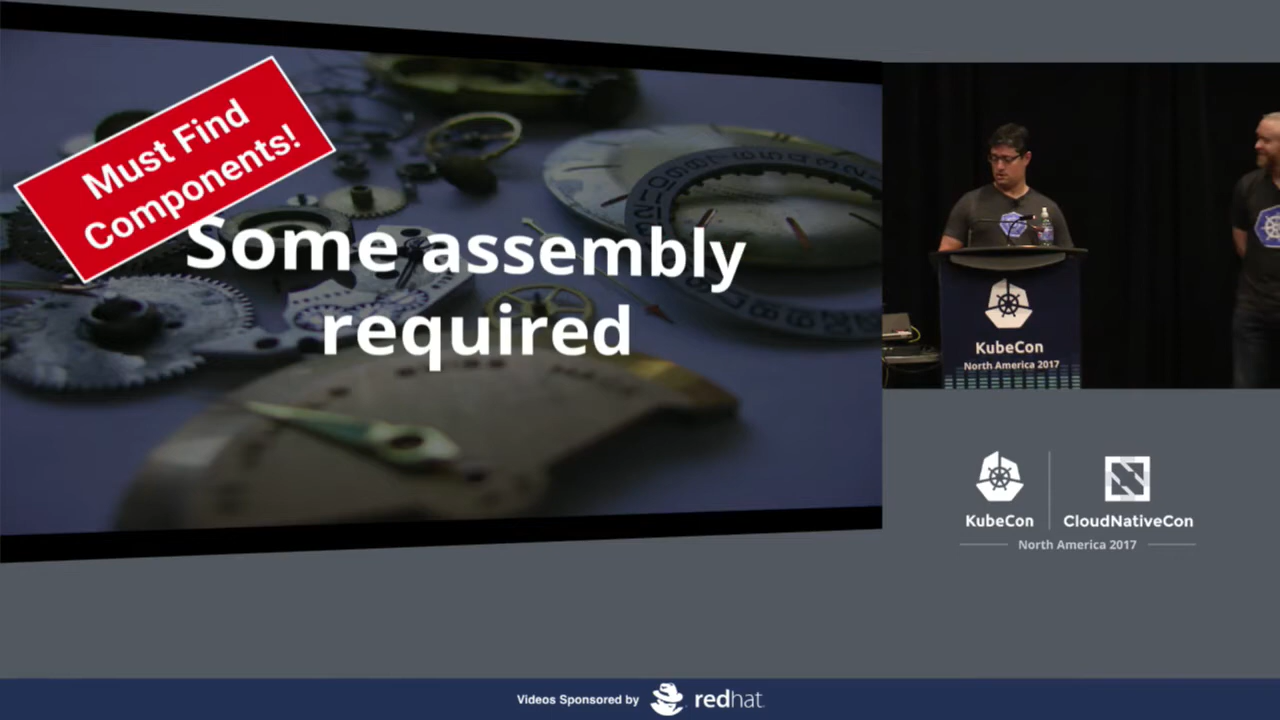 Must Find
Components!
Some assembly
required
KubeCon
North America 2017
KubeCon
CloudNativeCon
North America 2017
Videos Sponsored by
redhat